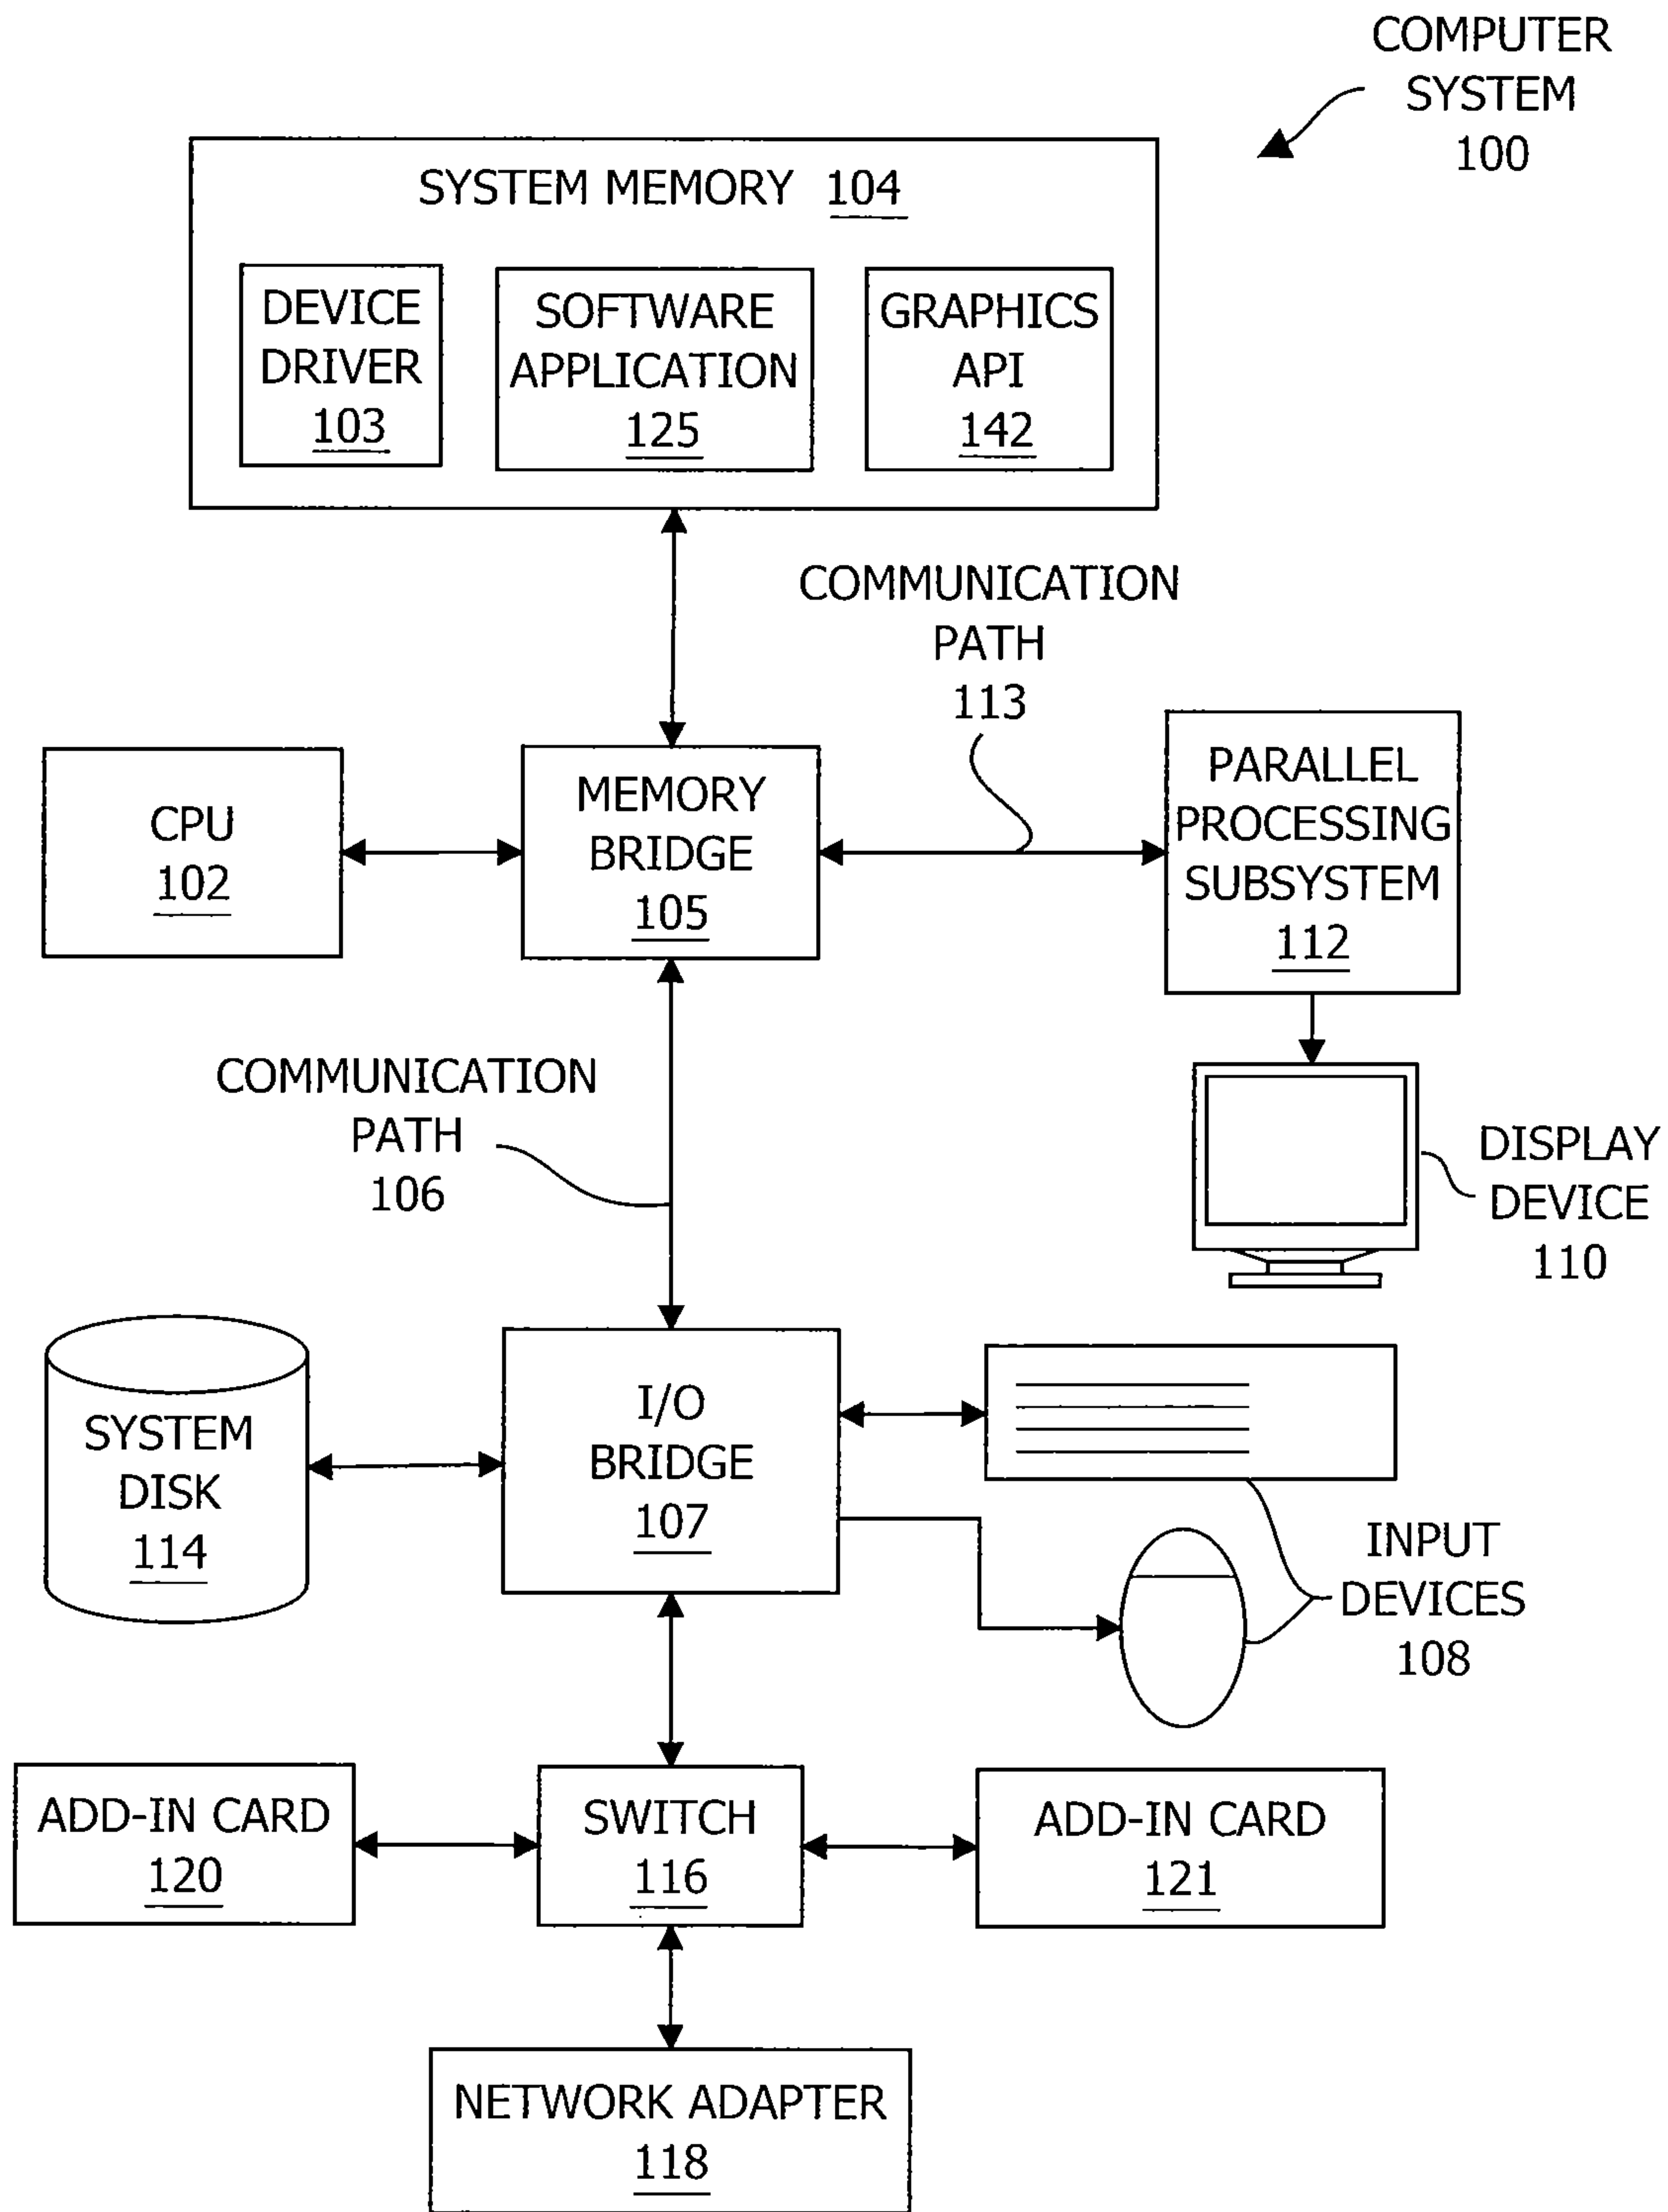 COMPUTER
SYSTEM
100
SYSTEM MEMORY 104
DEVICE
DRIVER
103
SOFTWARE
APPLICATION
125
GRAPHICS
API
142
COMMUNICATION
PATH
113
CPU
102
MEMORY
BRIDGE
105
PARALLEL
PROCESSING
SUBSYSTEM
112
COMMUNICATION
PATH
106
DISPLAY
DEVICE
110
SYSTEM
DISK
114
I/O
BRIDGE
107
INPUT
DEVICES
108
ADD-IN CARD
120
SWITCH
116
ADD-IN CARD
121
NETWORK ADAPTER
118